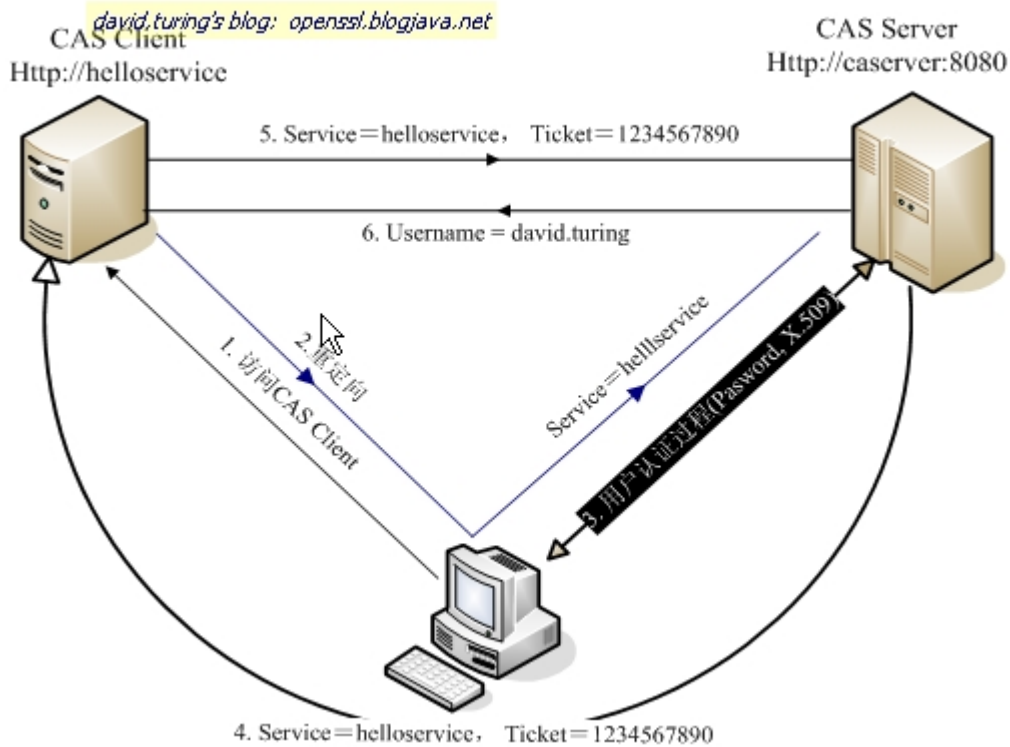 david,turing's blog: openssl.blogjava.net
CAS Client
Http://helloservice
CAS Server
Http://caserver:8080
5. Service＝helloservice， Ticket＝1234567890
6. Username = david.turing
1. 访问CAS Client
2.重定向
Service＝helllservice
3. 用户认证过程(Pasword, X.509)
4. Service＝helloservice， Ticket＝1234567890